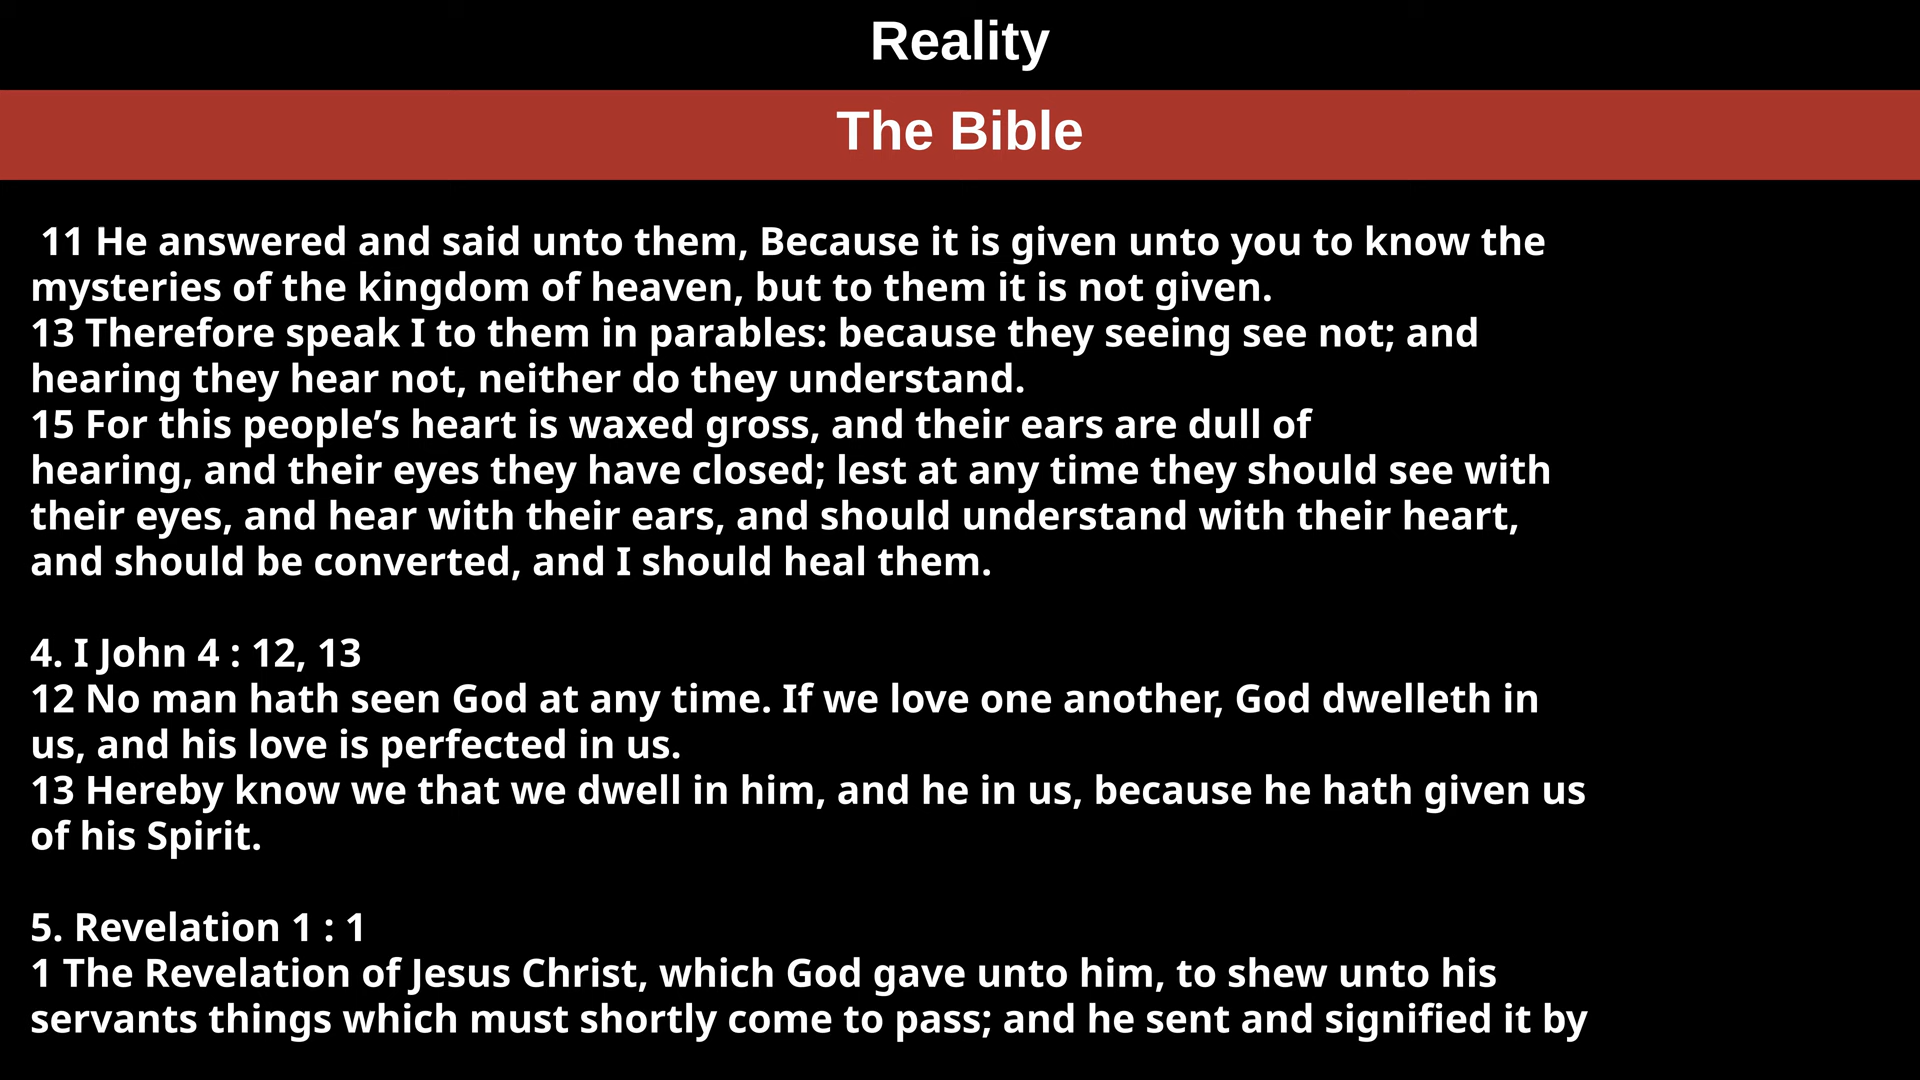 Reality
The Bible
11 He answered and said unto them, Because it is given unto you to know the
mysteries of the kingdom of heaven, but to them it is not given.
13 Therefore speak I to them in parables: because they seeing see not; and
hearing they hear not, neither do they understand.
15 For this people’s heart is waxed gross, and their ears are dull of
hearing, and their eyes they have closed; lest at any time they should see with
their eyes, and hear with their ears, and should understand with their heart,
and should be converted, and I should heal them.
4. I John 4 : 12, 13
12 No man hath seen God at any time. If we love one another, God dwelleth in
us, and his love is perfected in us.
13 Hereby know we that we dwell in him, and he in us, because he hath given us
of his Spirit.
5. Revelation 1 : 1
1 The Revelation of Jesus Christ, which God gave unto him, to shew unto his
servants things which must shortly come to pass; and he sent and signified it by